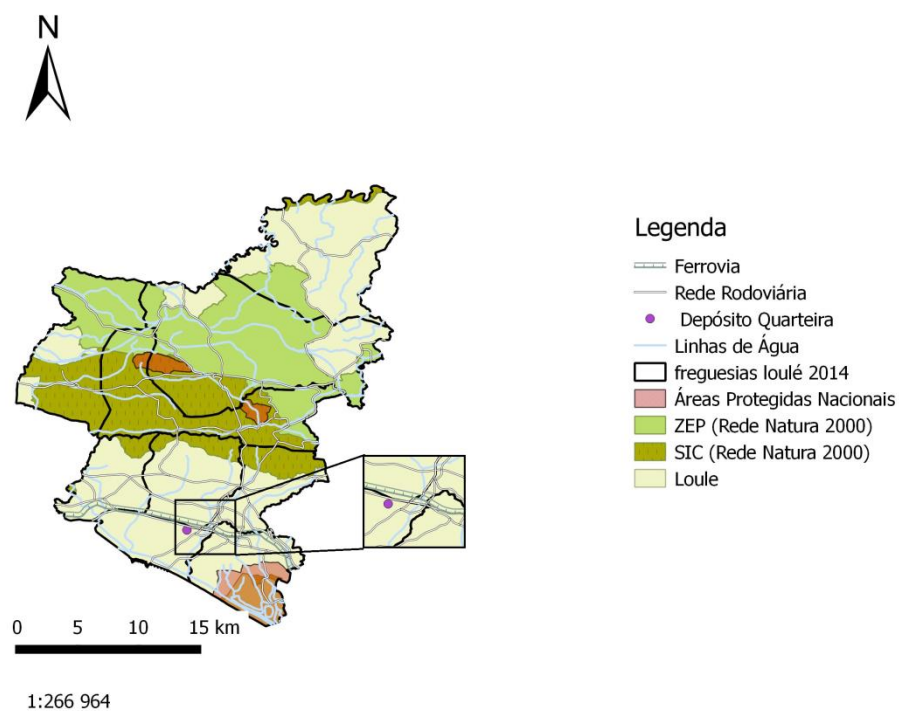 N
Legenda
Ferrovia
Rede Rodoviária
Depósito Quarteira
Linhas de Água
freguesias loulé 2014
Áreas Protegidas Nacionais
ZEP (Rede Natura 2000)
SIC (Rede Natura 2000)
Loule
0 5 10 15 km
1:266 964